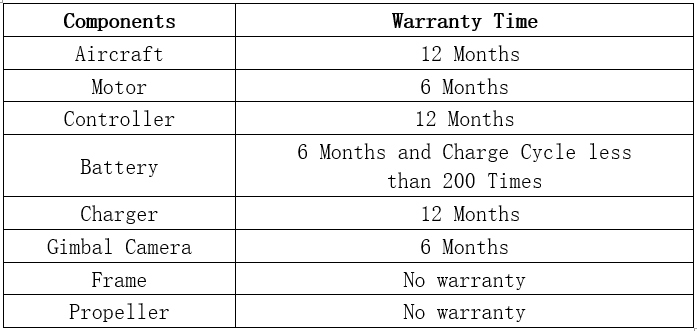 Components Warranty Time
Aircraft 12 Months
Motor 6 Months
Controller 12 Months
Battery 6 Months and Charge Cycle less
than 200 Times
Charger 12 Months
Gimbal Camera 6 Months
Frame No warranty
Propeller No warranty